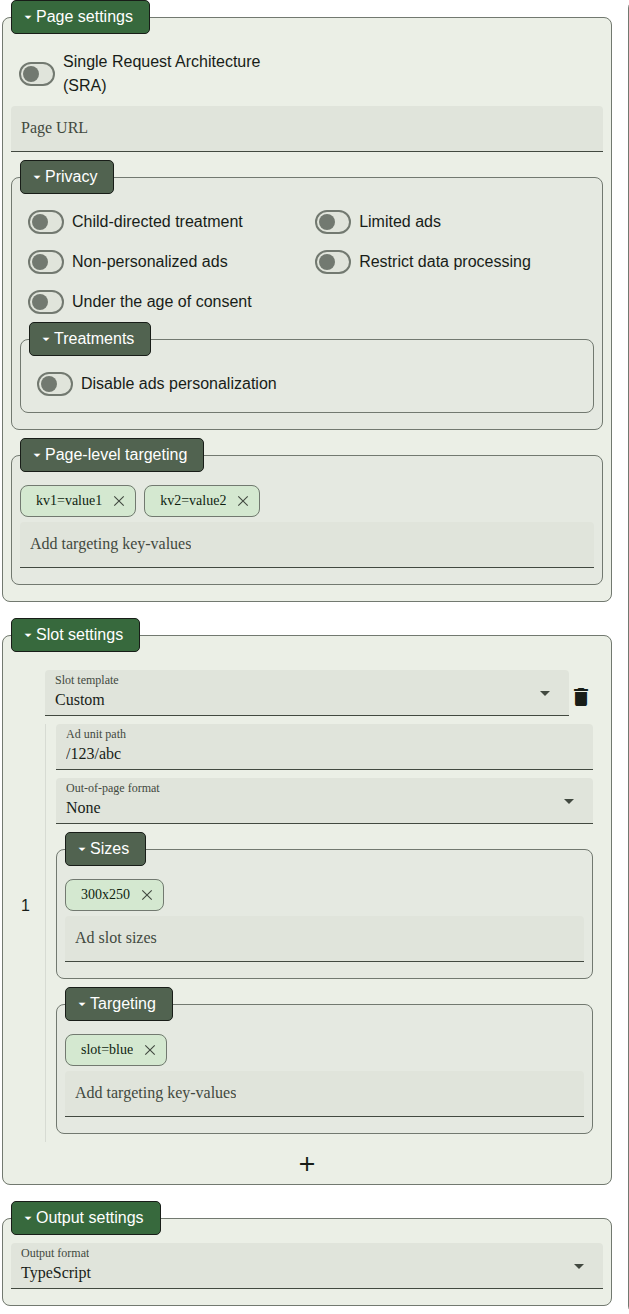 Page settings
Single Request Architecture
(SRA)
Page URL
Privacy
Child-directed treatment
Limited ads
Non-personalized ads
Restrict data processing
Under the age of consent
Treatments
Disable ads personalization
Page-level targeting
kv1=value1
kv2=value2
Add targeting key-values
Slot settings
Slot template
Custom
Ad unit path
/123/abc
Out-of-page format
None
Sizes
1
300x250
Ad slot sizes
Targeting
slot=blue
Add targeting key-values
+
Output settings
Output format
TypeScript